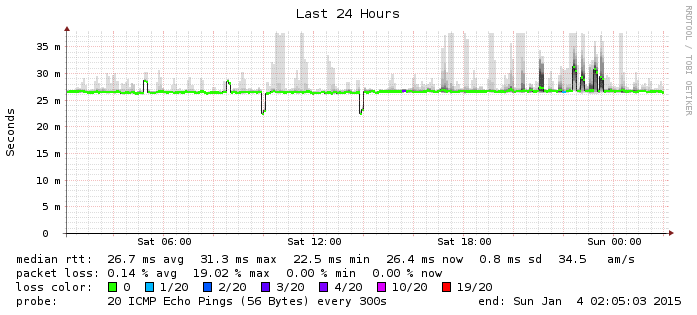 Last 24 Hours
RRDTOOL / TOBI OETIKER
Seconds
35 m
30 m
25 m
20 m
15 m
10 m
5 m
0
Sat 06:00 Sat 12:00 Sat 18:00 Sun 00:00
median rtt: 26.7 ms avg 31.3 ms max 22.5 ms min 26.4 ms now 0.8 ms sd 34.5 am/s
packet loss: 0.14 % avg 19.02 % max 0.00 % min 0.00 % now
loss color: 0 1/20 2/20 3/20 4/20 10/20 19/20
probe: 20 ICMP Echo Pings (56 Bytes) every 300s end: Sun Jan 4 02:05:03 2015